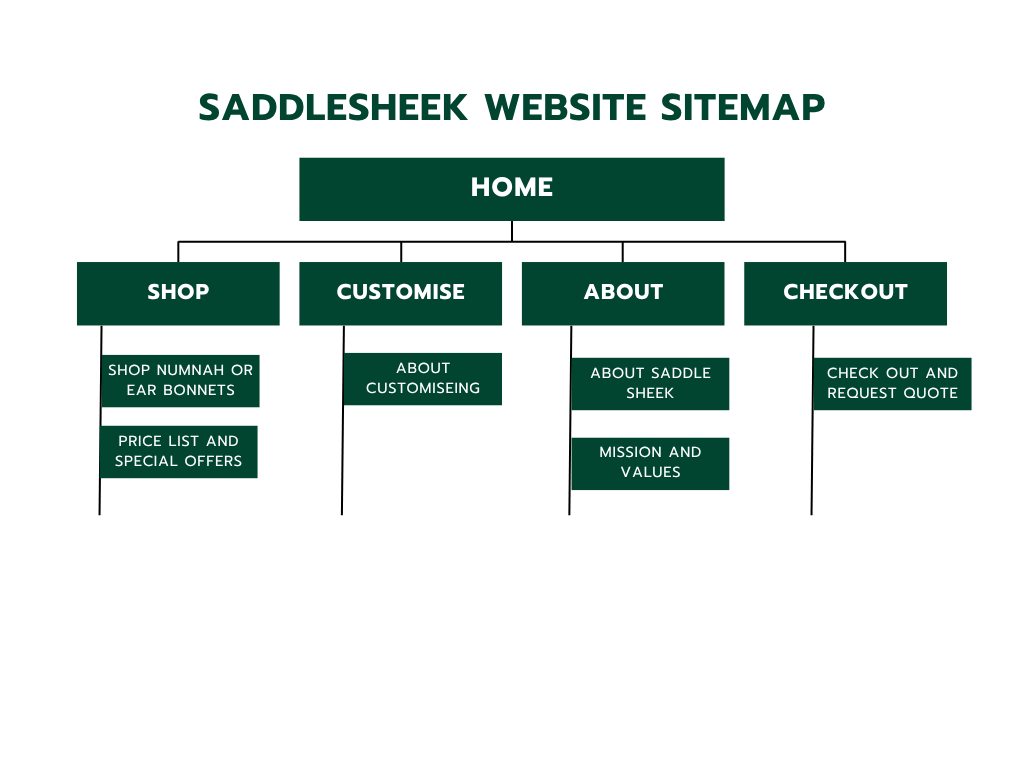 SADDLESHEEK WEBSITE SITEMAP
HOME
SHOP
CUSTOMISE
ABOUT
CHECKOUT
SHOP NUMNAH OR
EAR BONNETS
PRICE LIST AND
SPECIAL OFFERS
ABOUT
CUSTOMISEING
ABOUT SADDLE
SHEEK
MISSION AND
VALUES
CHECK OUT AND
REQUEST QUOTE